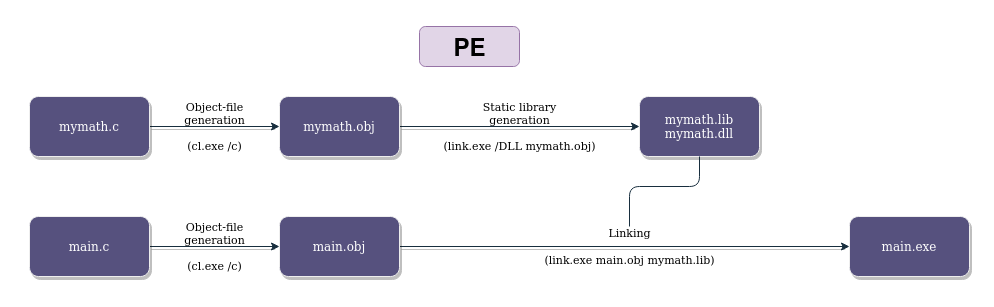 PE
mymath.c
Object-file
generation
(cl.exe /c)
mymath.obj
Static library
generation
(link.exe /DLL mymath.obj)
mymath.lib
mymath.dll
main.c
Object-file
generation
(cl.exe /c)
main.obj
Linking
(link.exe main.obj mymath.lib)
main.exe